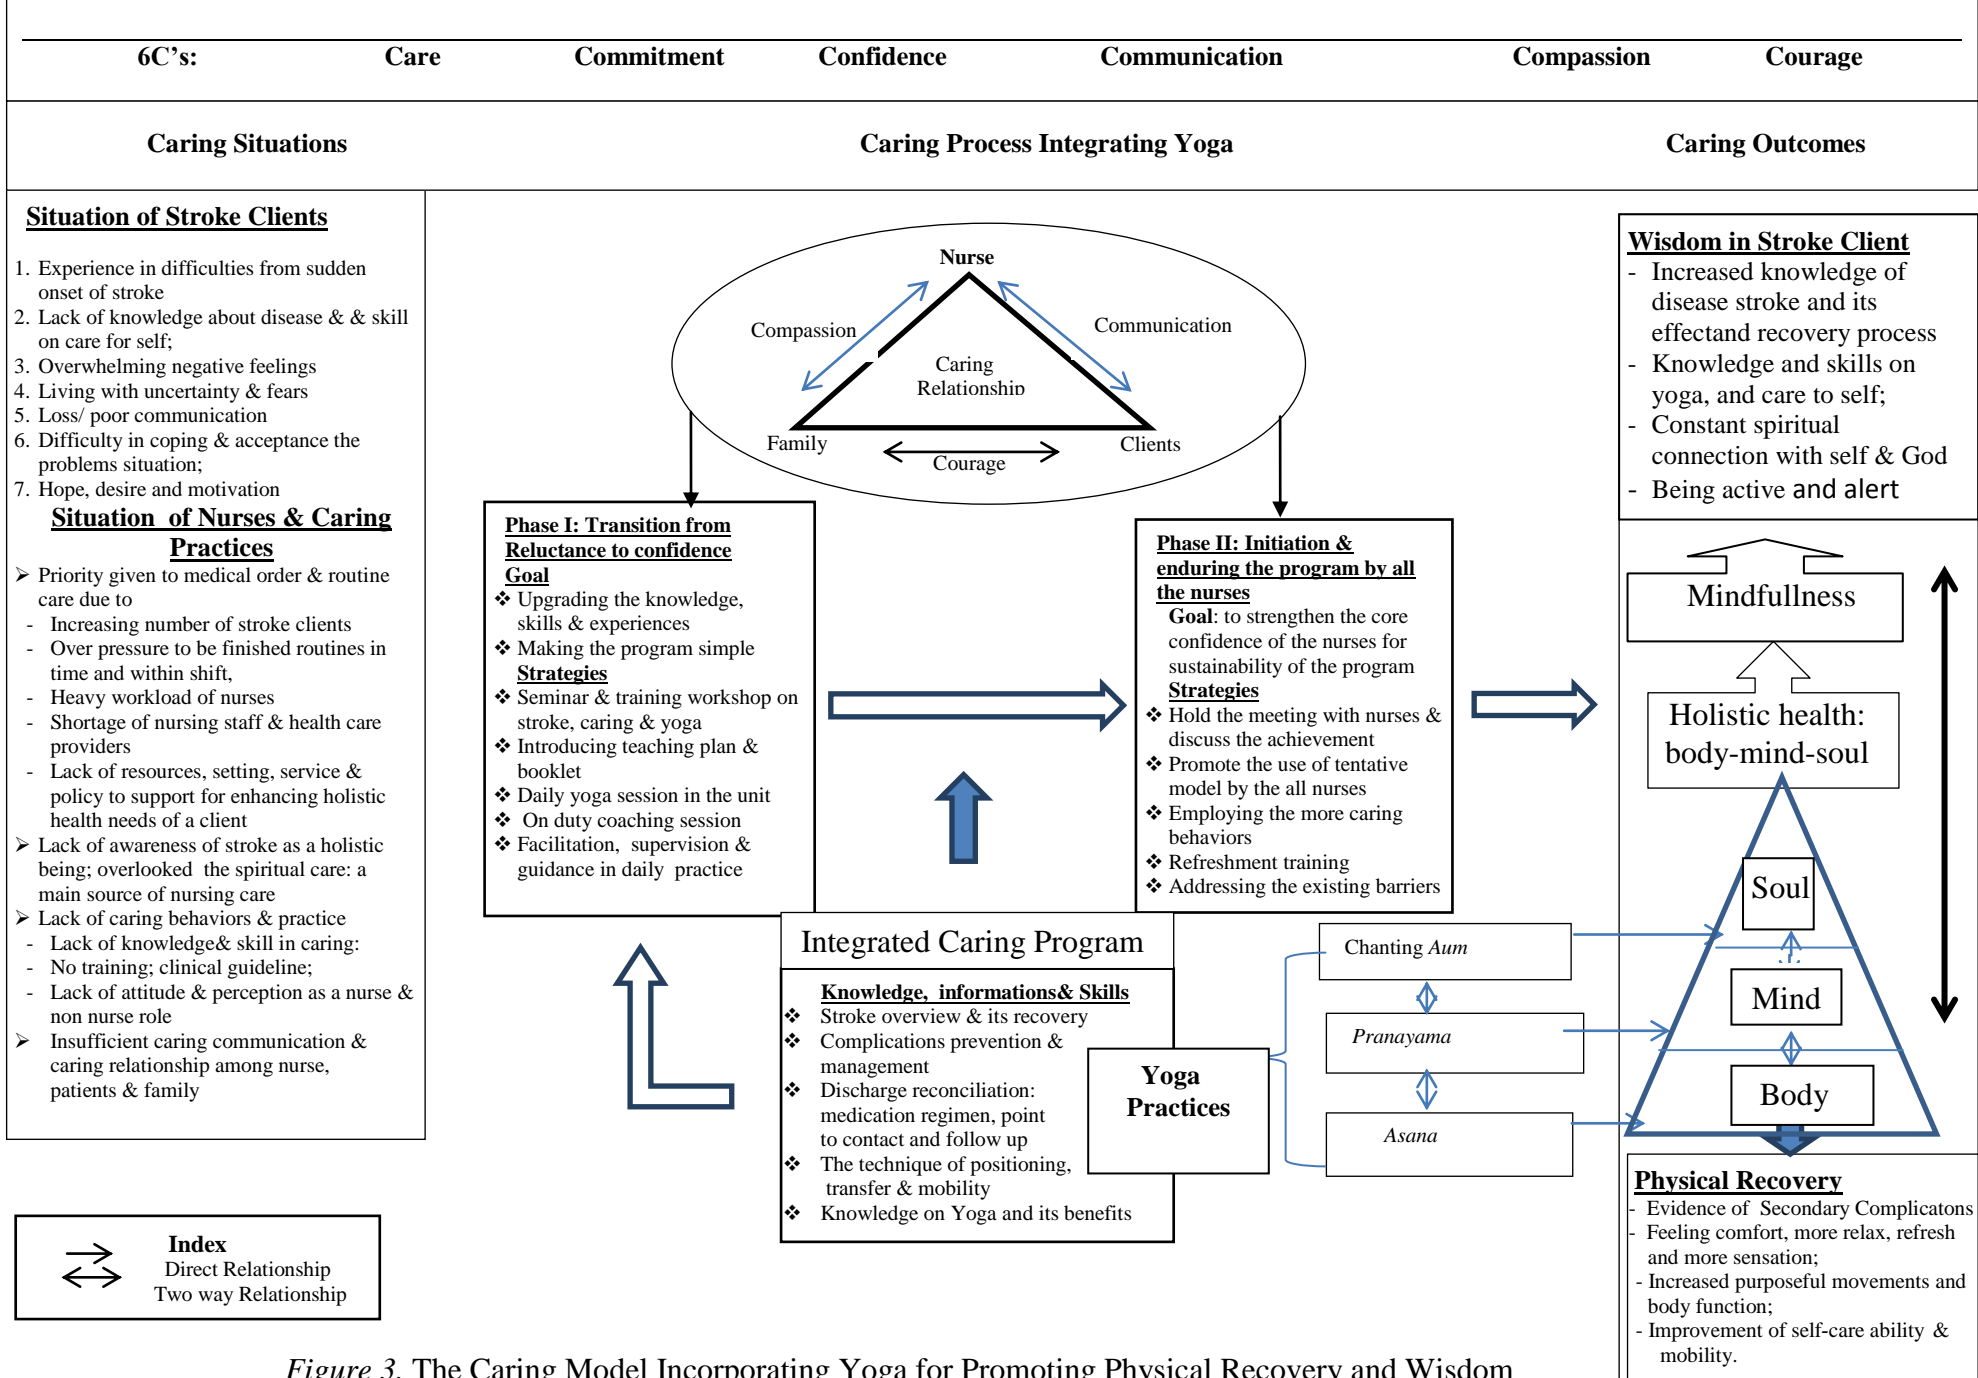 6C’s: Care Commitment Confidence Communication Compassion Courage
Caring Situations Caring Process Integrating Yoga Caring Outcomes
Situation of Stroke Clients
1. Experience in difficulties from sudden
onset of stroke
2. Lack of knowledge about disease & & skill
on care for self;
3. Overwhelming negative feelings
4. Living with uncertainty & fears
5. Loss/ poor communication
6. Difficulty in coping & acceptance the
problems situation;
7. Hope, desire and motivation
Situation of Nurses & Caring
Practices
➢ Priority given to medical order & routine
care due to
- Increasing number of stroke clients
- Over pressure to be finished routines in
time and within shift,
- Heavy workload of nurses
- Shortage of nursing staff & health care
providers
- Lack of resources, setting, service &
policy to support for enhancing holistic
health needs of a client
➢ Lack of awareness of stroke as a holistic
being; overlooked the spiritual care: a
main source of nursing care
➢ Lack of caring behaviors & practice
- Lack of knowledge& skill in caring:
- No training; clinical guideline;
- Lack of attitude & perception as a nurse &
non nurse role
➢ Insufficient caring communication &
caring relationship among nurse,
patients & family
Index
Direct Relationship
Two way Relationship
Nurse
Compassion
Communication
Caring
Relationship
Family
Clients
Courage
Phase I: Transition from
Reluctance to confidence
Goal
❖ Upgrading the knowledge,
skills & experiences
❖ Making the program simple
Strategies
❖ Seminar & training workshop on
stroke, caring & yoga
❖ Introducing teaching plan &
booklet
❖ Daily yoga session in the unit
❖ On duty coaching session
❖ Facilitation, supervision &
guidance in daily practice
Phase II: Initiation &
enduring the program by all
the nurses
Goal: to strengthen the core
confidence of the nurses for
sustainability of the program
Strategies
❖ Hold the meeting with nurses &
discuss the achievement
❖ Promote the use of tentative
model by the all nurses
❖ Employing the more caring
behaviors
❖ Refreshment training
❖ Addressing the existing barriers
Integrated Caring Program
Knowledge, informations& Skills
❖ Stroke overview & its recovery
❖ Complications prevention &
management
❖ Discharge reconciliation:
medication regimen, point
to contact and follow up
❖ The technique of positioning,
transfer & mobility
❖ Knowledge on Yoga and its benefits
Yoga
Practices
Chanting Aum
Pranayama
Asana
Wisdom in Stroke Client
- Increased knowledge of
disease stroke and its
effectand recovery process
- Knowledge and skills on
yoga, and care to self;
- Constant spiritual
connection with self & God
- Being active and alert
Mindfullness
Holistic health:
body-mind-soul
Soul
Mind
Body
Physical Recovery
- Evidence of Secondary Complicatons
- Feeling comfort, more relax, refresh
and more sensation;
- Increased purposeful movements and
body function;
- Improvement of self-care ability &
mobility.
Figure 3. The Caring Model Incorporating Yoga for Promoting Physical Recovery and Wisdom